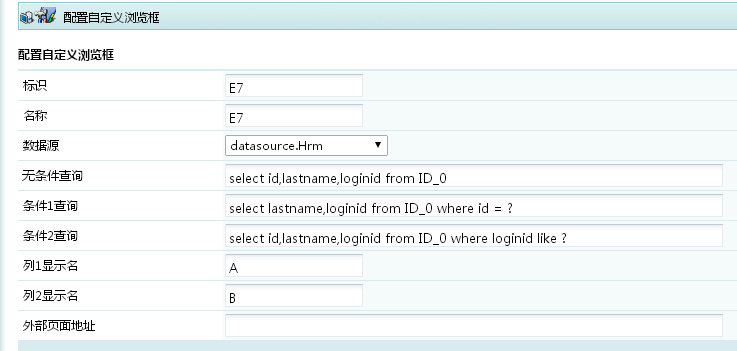 配置自定义浏览框
配置自定义浏览框
标识 E7
名称 E7
数据源 datasource.Hrm
无条件查询 select id,lastname,loginid from ID_0
条件1查询 select lastname,loginid from ID_0 where id = ?
条件2查询 select id,lastname,loginid from ID_0 where loginid like ?
列1显示名 A
列2显示名 B
外部页面地址